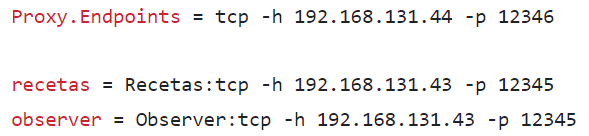 Proxy.Endpoints = tcp -h 192.168.131.44 -p 12346
recetas = Recetas:tcp -h 192.168.131.43 -p 12345
observer = Observer:tcp -h 192.168.131.43 -p 12345